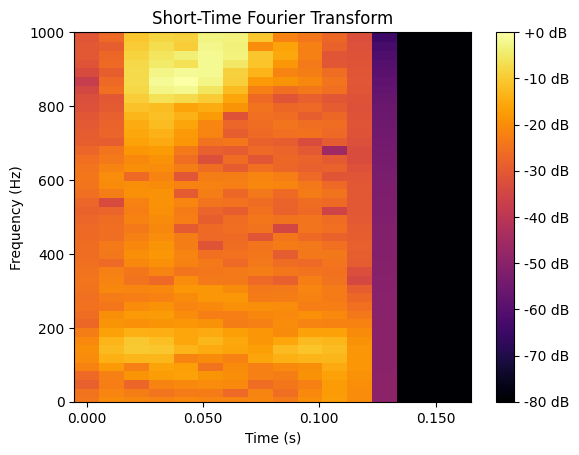 Short-Time Fourier Transform
1000
800
600
400
200
0
Frequency (Hz)
0.000
0.050
0.100
0.150
Time (s)
+0 dB
-10 dB
-20 dB
-30 dB
-40 dB
-50 dB
-60 dB
-70 dB
-80 dB